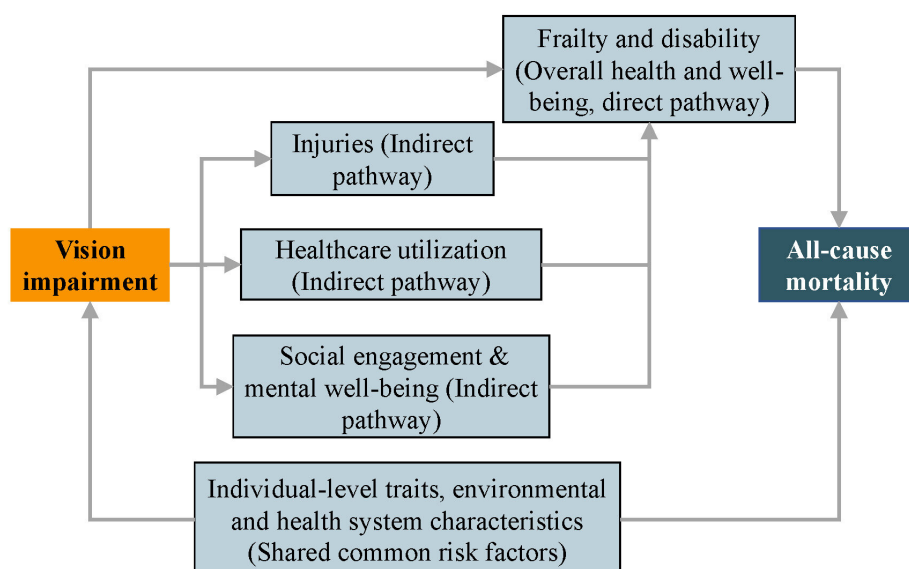 Frailty and disability
(Overall health and well-
being, direct pathway)
Injuries (Indirect
pathway)
Vision
impairment
Healthcare utilization
(Indirect pathway)
All-cause
mortality
Social engagement &
mental well-being (Indirect
pathway)
Individual-level traits, environmental
and health system characteristics
(Shared common risk factors)